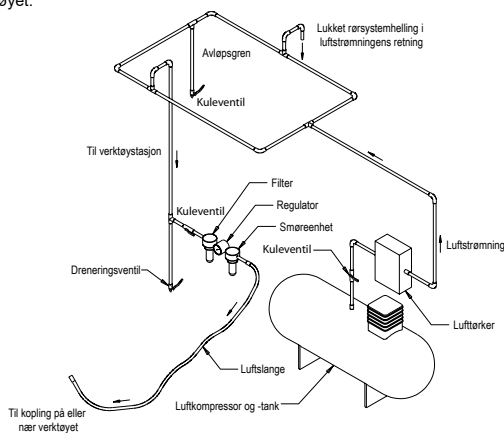 tøyet.
Lukket rørsystemhelling i
luftstrømningens retning
Avløpsgren
Kuleventil
Til verktøystasjon
Filter
Kuleventil
Regulator
Smøreenhet
Kuleventil
Luftstrømning
Dreneringsventil
Lufttørker
Luftslange
Luftkompressor og -tank
Til kopling på eller
nær verktøyet